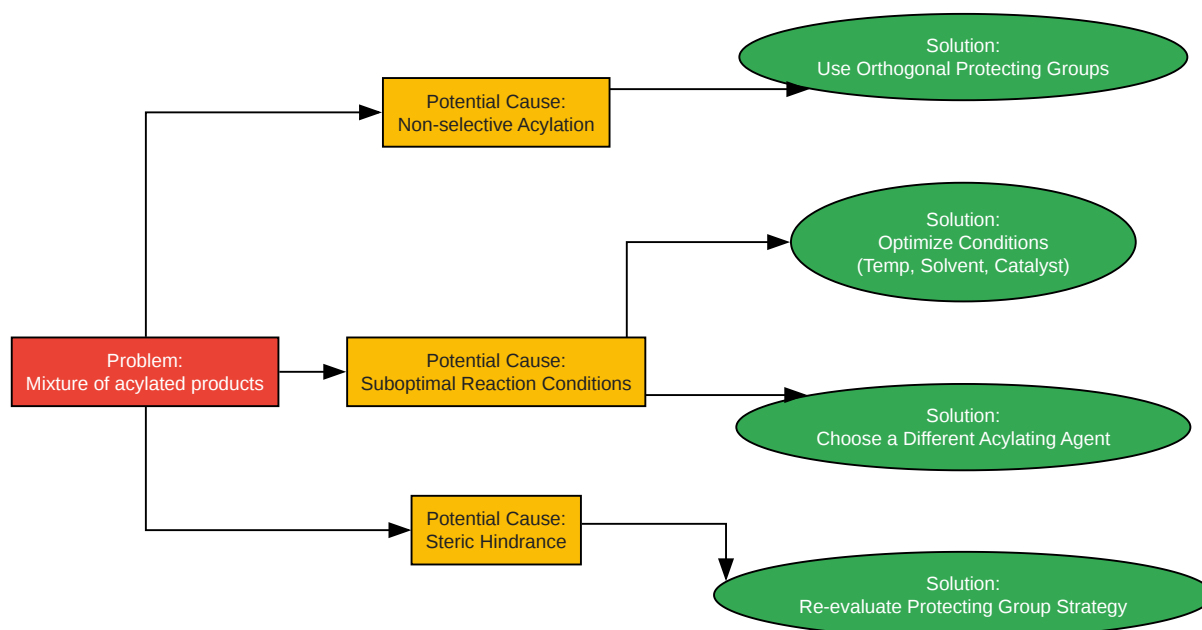 Solution:
Use Orthogonal Protecting Groups
Potential Cause:
Non-selective Acylation
Solution:
Optimize Conditions
(Temp, Solvent, Catalyst)
Problem:
Mixture of acylated products
Potential Cause:
Suboptimal Reaction Conditions
Solution:
Choose a Different Acylating Agent
Potential Cause:
Steric Hindrance
Solution:
Re-evaluate Protecting Group Strategy